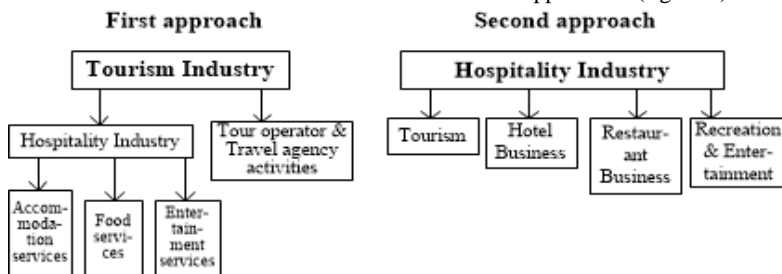 First approach
Tourism Industry
Hospitality Industry
Tour operator &
Travel agency
activities
Accom-
moda-
tion
services
Food
servi-
ces
Enter-
tain-
ment
services
Second approach
Hospitality Industry
Tourism
Hotel
Business
Restaur-
ant
Business
Recreation
& Enter-
tainment